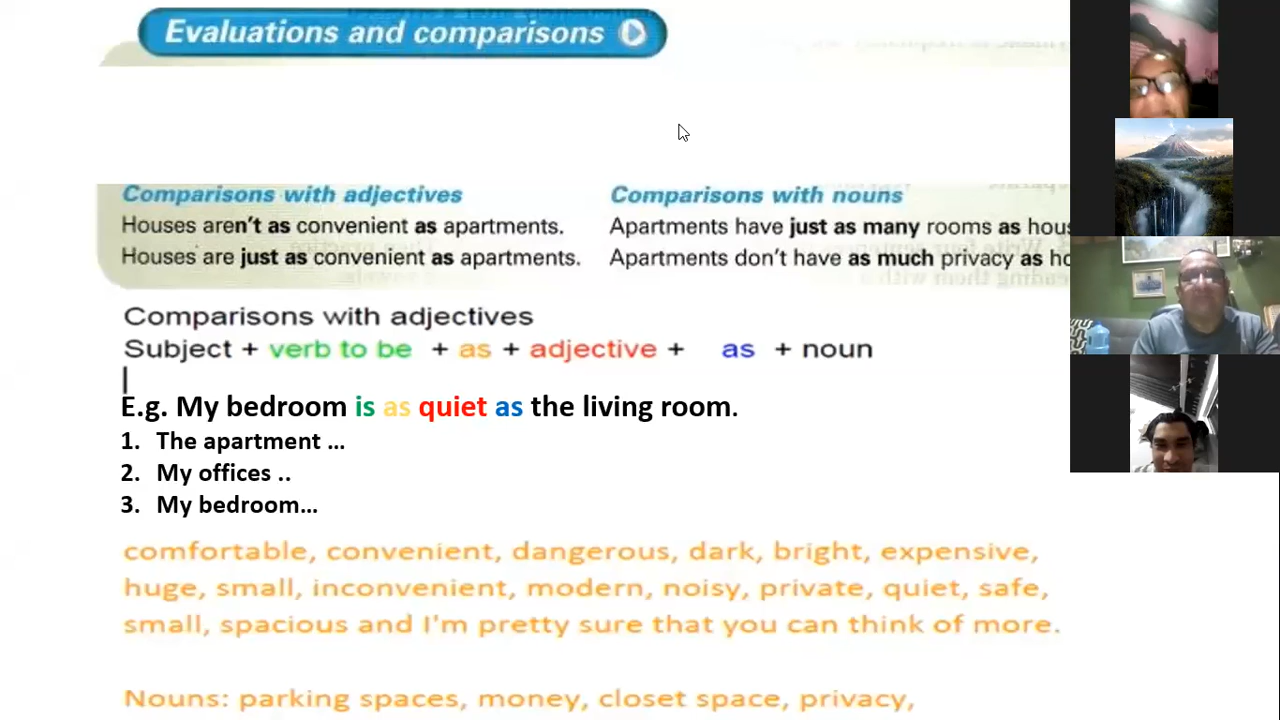 Evaluations and comparisons
Comparisons with adjectives
Houses aren't as convenient as apartments.
Houses are just as convenient as apartments.
Comparisons with nouns
Apartments have just as many rooms as hou
Apartments don't have as much privacy as ho
Comparisons with adjectives
Subject + verb to be + as + adjective + as + noun
E.g. My bedroom is as quiet as the living room.
1. The apartment ...
2. My offices ..
3. My bedroom...
comfortable, convenient, dangerous, dark, bright, expensive,
huge, small, inconvenient, modern, noisy, private, quiet, safe,
small, spacious and I'm pretty sure that you can think of more.
Nouns: parking spaces, money, closet space, privacy,